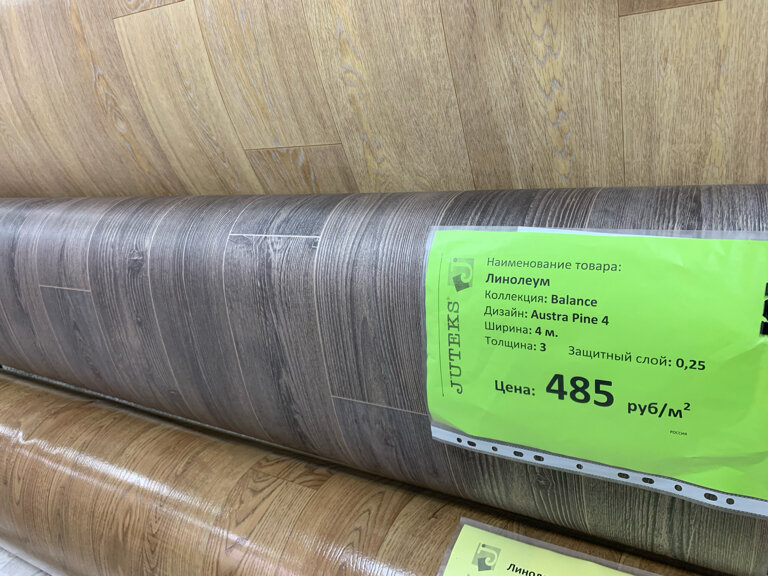 JUTEKS®
Наименование товара:
Линолеум
Коллекция: Balance
Дизайн: Austra Pine 4
Ширина: 4 м.
Толщина: 3 Защитный слой: 0,25
Цена: 485 руб/м²
РОССИЯ